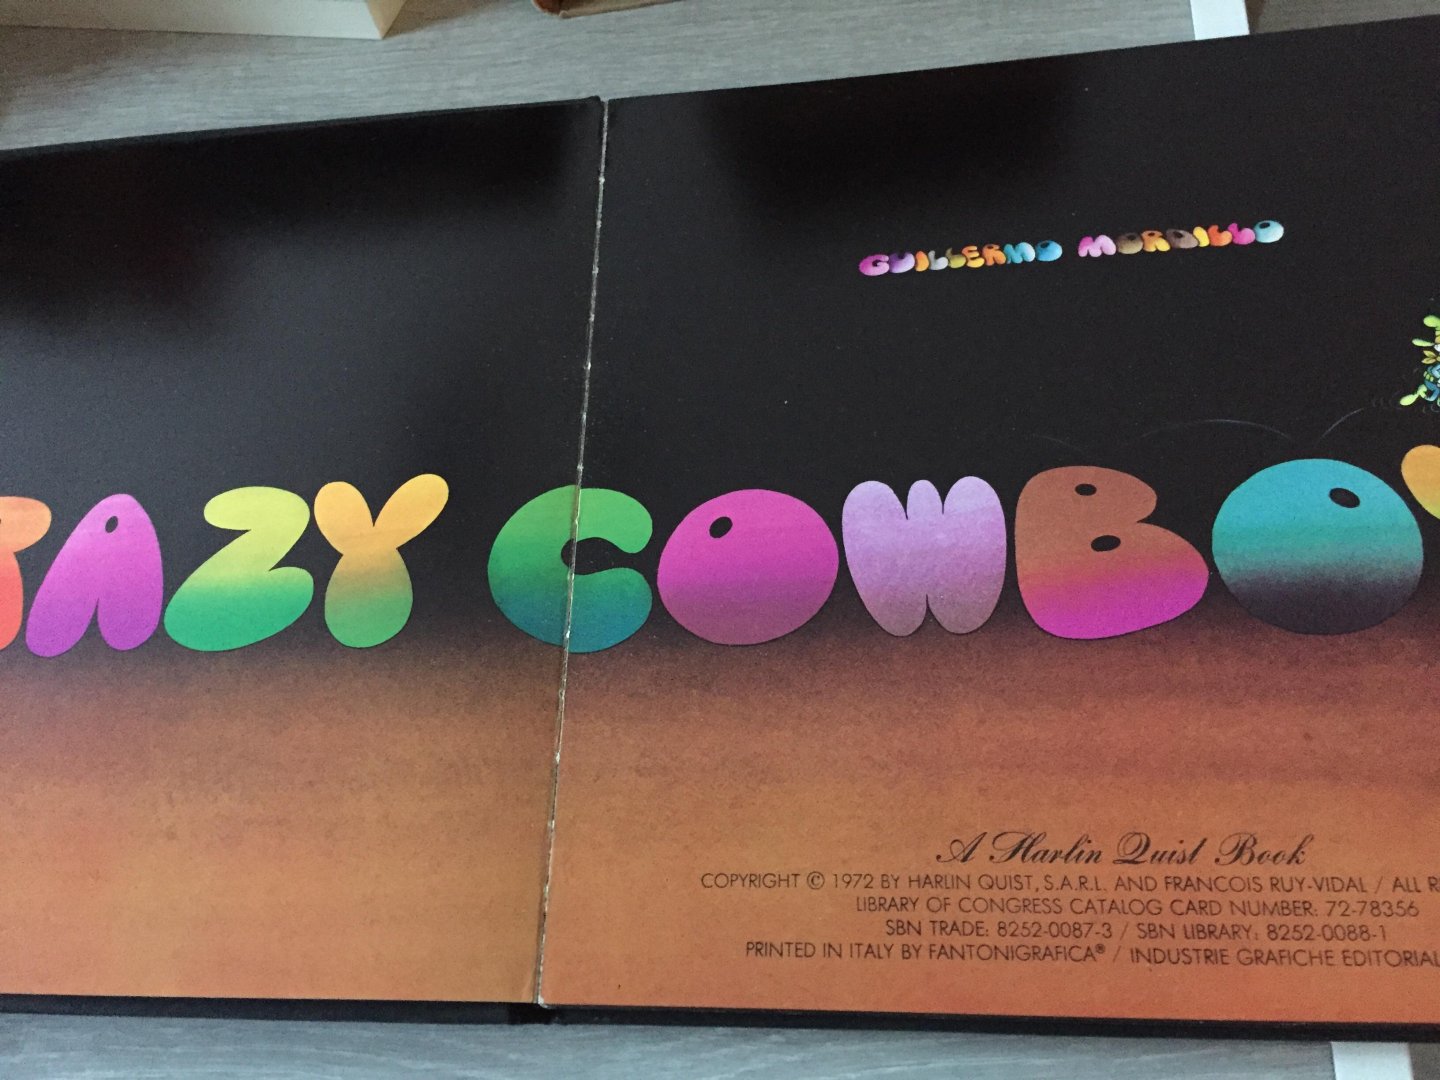 GUILLERMO MORDILLO
RAZY COWBOY
A Harlin Quist Book
COPYRIGHT © 1972 BY HARLIN QUIST, S.A.R.L. AND FRANCOIS RUY-VIDAL / ALL R
LIBRARY OF CONGRESS CATALOG CARD NUMBER: 72-78356
SBN TRADE: 8252-0087-3 / SBN LIBRARY: 8252-0088-1
PRINTED IN ITALY BY FANTONIGRAFICA® / INDUSTRIE GRAFICHE EDITORIAL